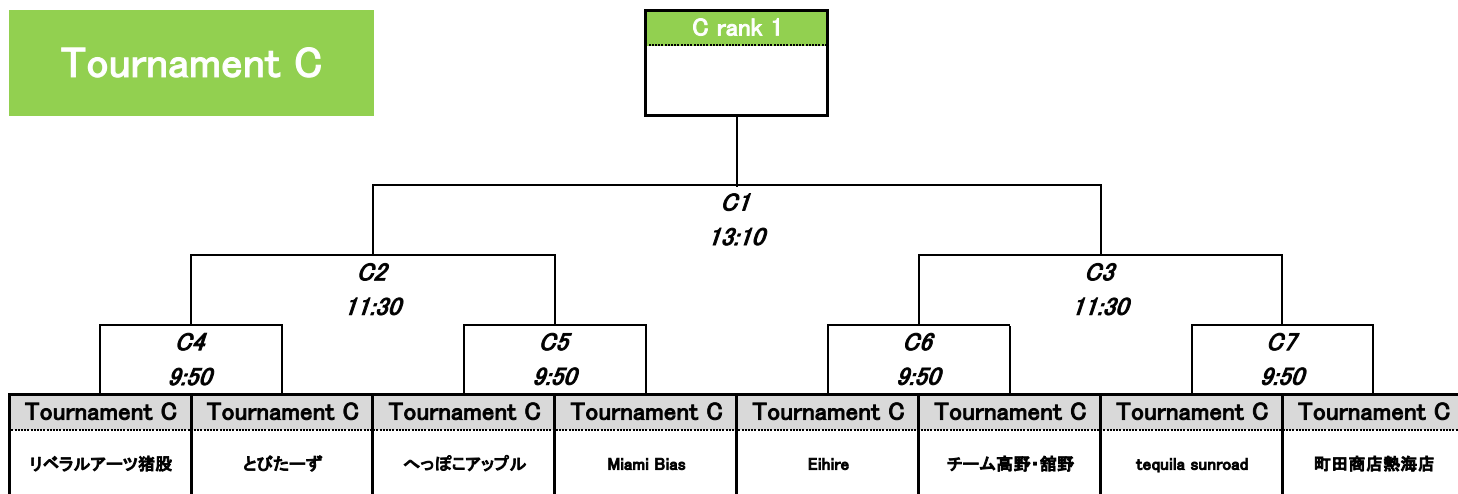 Tournament C
C rank 1
C1
13:10
C2
C3
11:30
11:30
C4
C5
C6
C7
9:50
9:50
9:50
9:50
Tournament C
Tournament C
Tournament C
Tournament C
Tournament C
Tournament C
Tournament C
Tournament C
リベラルアーツ猪股
とびたーず
へっぽこアップル
Miami Bias
Eihire
チーム高野・舘野
tequila sunroad
町田商店熱海店